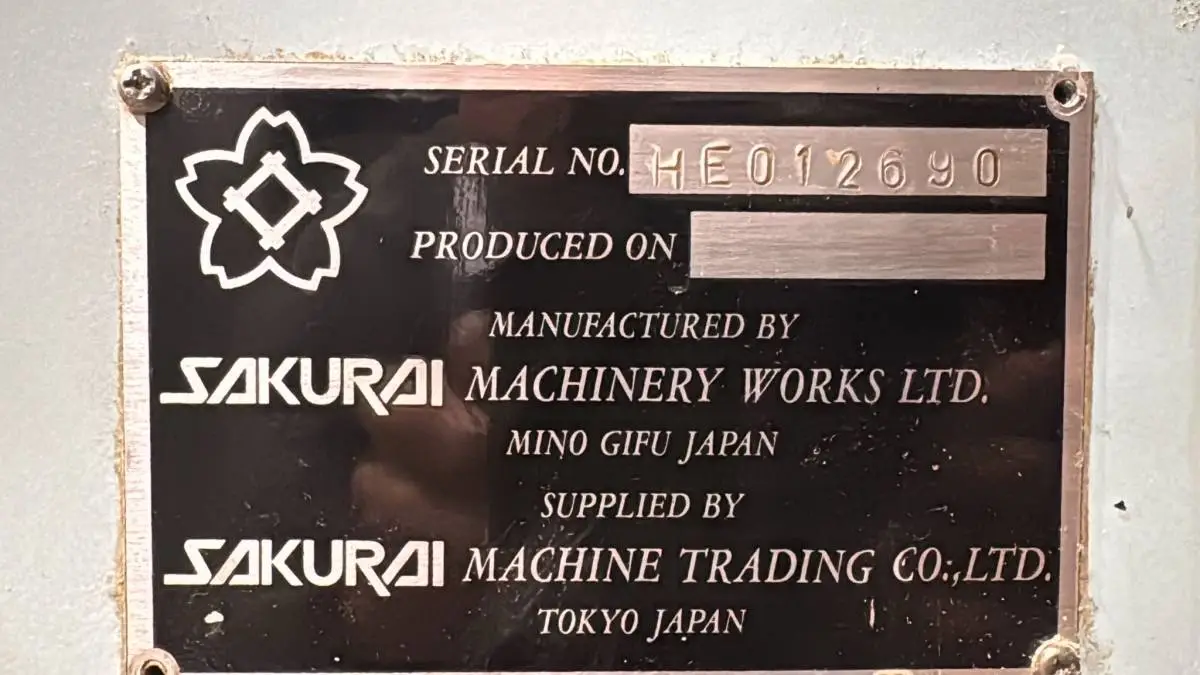 SERIAL NO. HE012690
PRODUCED ON
MANUFACTURED BY
SAKURAI MACHINERY WORKS LTD.
MINO GIFU JAPAN
SUPPLIED BY
SAKURAI MACHINE TRADING CO.,LTD.
TOKYO JAPAN